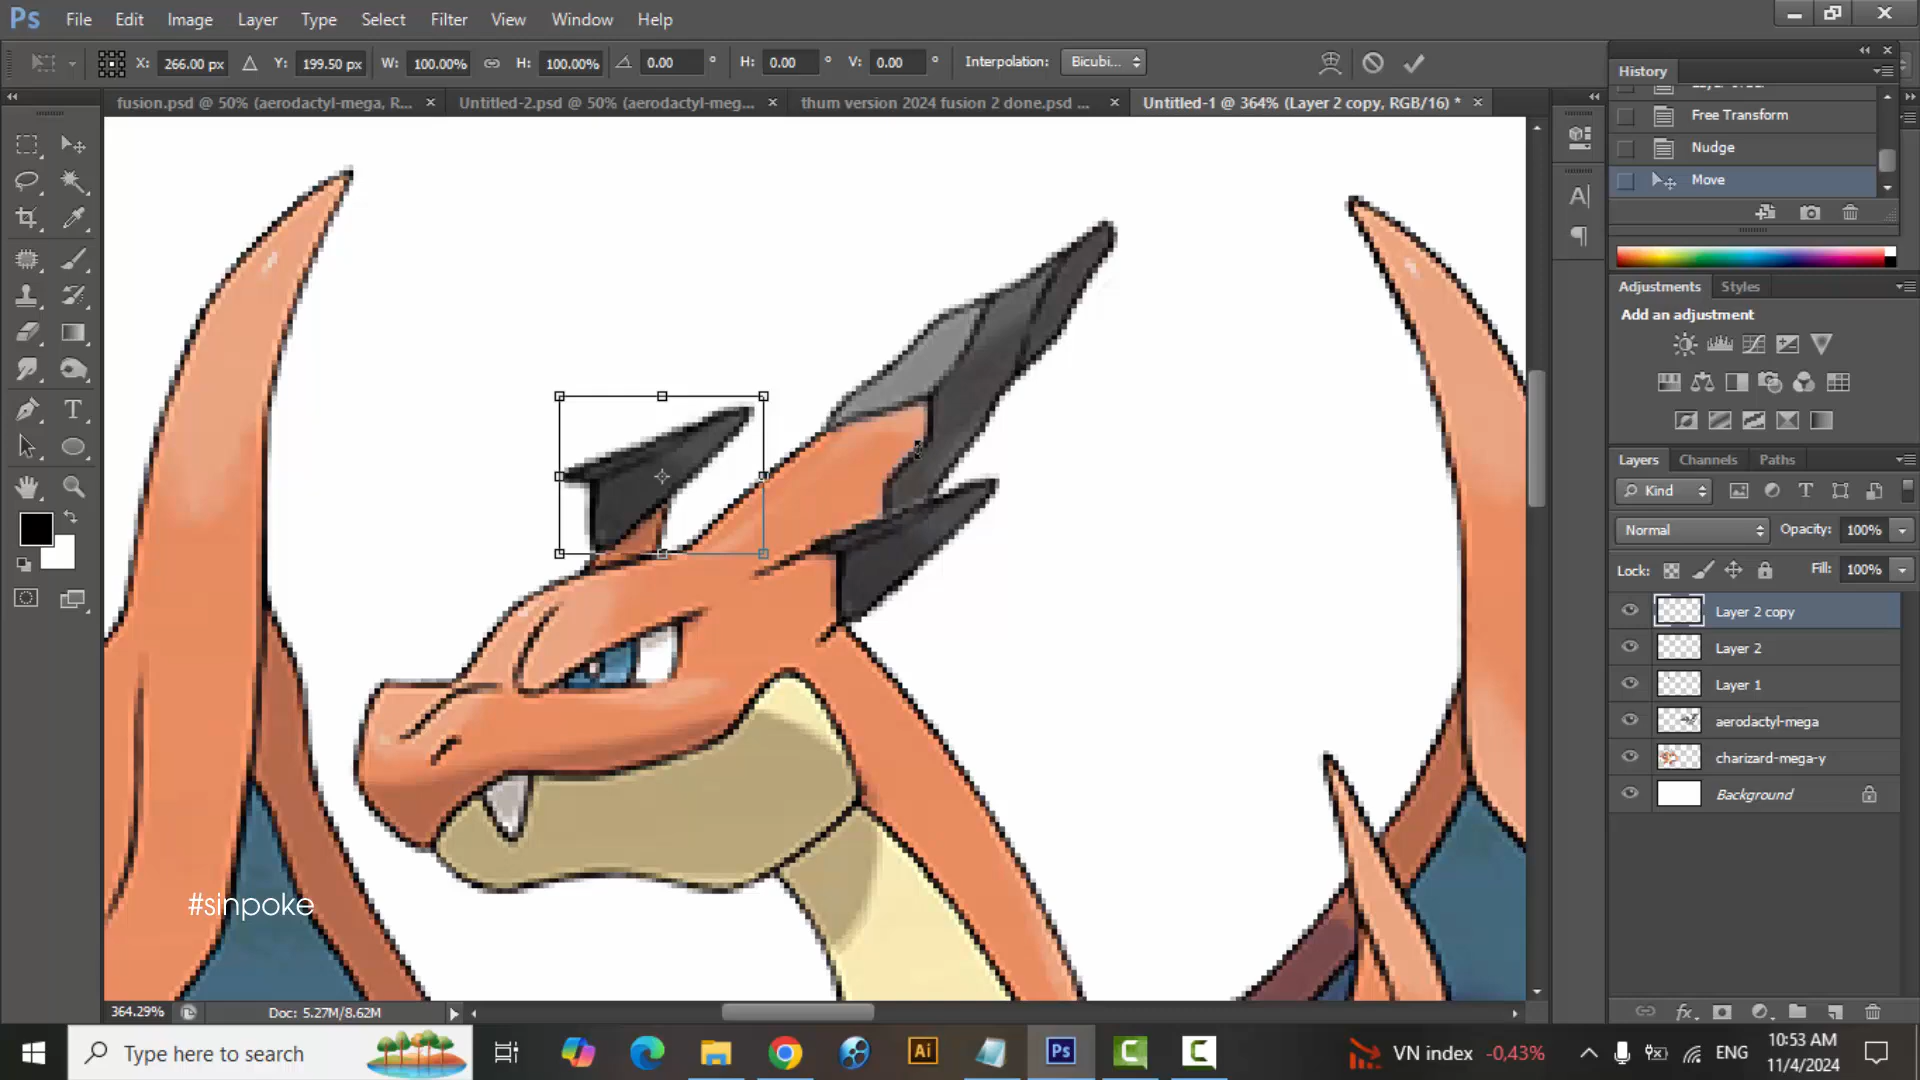 Ps File Edit Image Layer Type Select Filter View Window Help
X: 266.00 px Y: 199.50 px W: 100.00% H: 100.00% 0.00 ° H: 0.00 ° V: 0.00 ° Interpolation: Bicubi...
fusion.psd @ 50% (aerodactyl-mega, R... × Untitled-2.psd @ 50% (aerodactyl-meg... × thum version 2024 fusion 2 done.psd ... × Untitled-1 @ 364% (Layer 2 copy, RGB/16) * ×
History
Free Transform
Nudge
Move
Adjustments Styles
Add an adjustment
Layers Channels Paths
Kind
Normal Opacity: 100%
Lock: Fill: 100%
Layer 2 copy
Layer 2
Layer 1
aerodactyl-mega
charizard-mega-y
Background
#sinpoke
364.29% Doc: 5.27M/8.62M
Type here to search
Ai Ps
VN index -0,43%
ENG
10:53 AM
11/4/2024